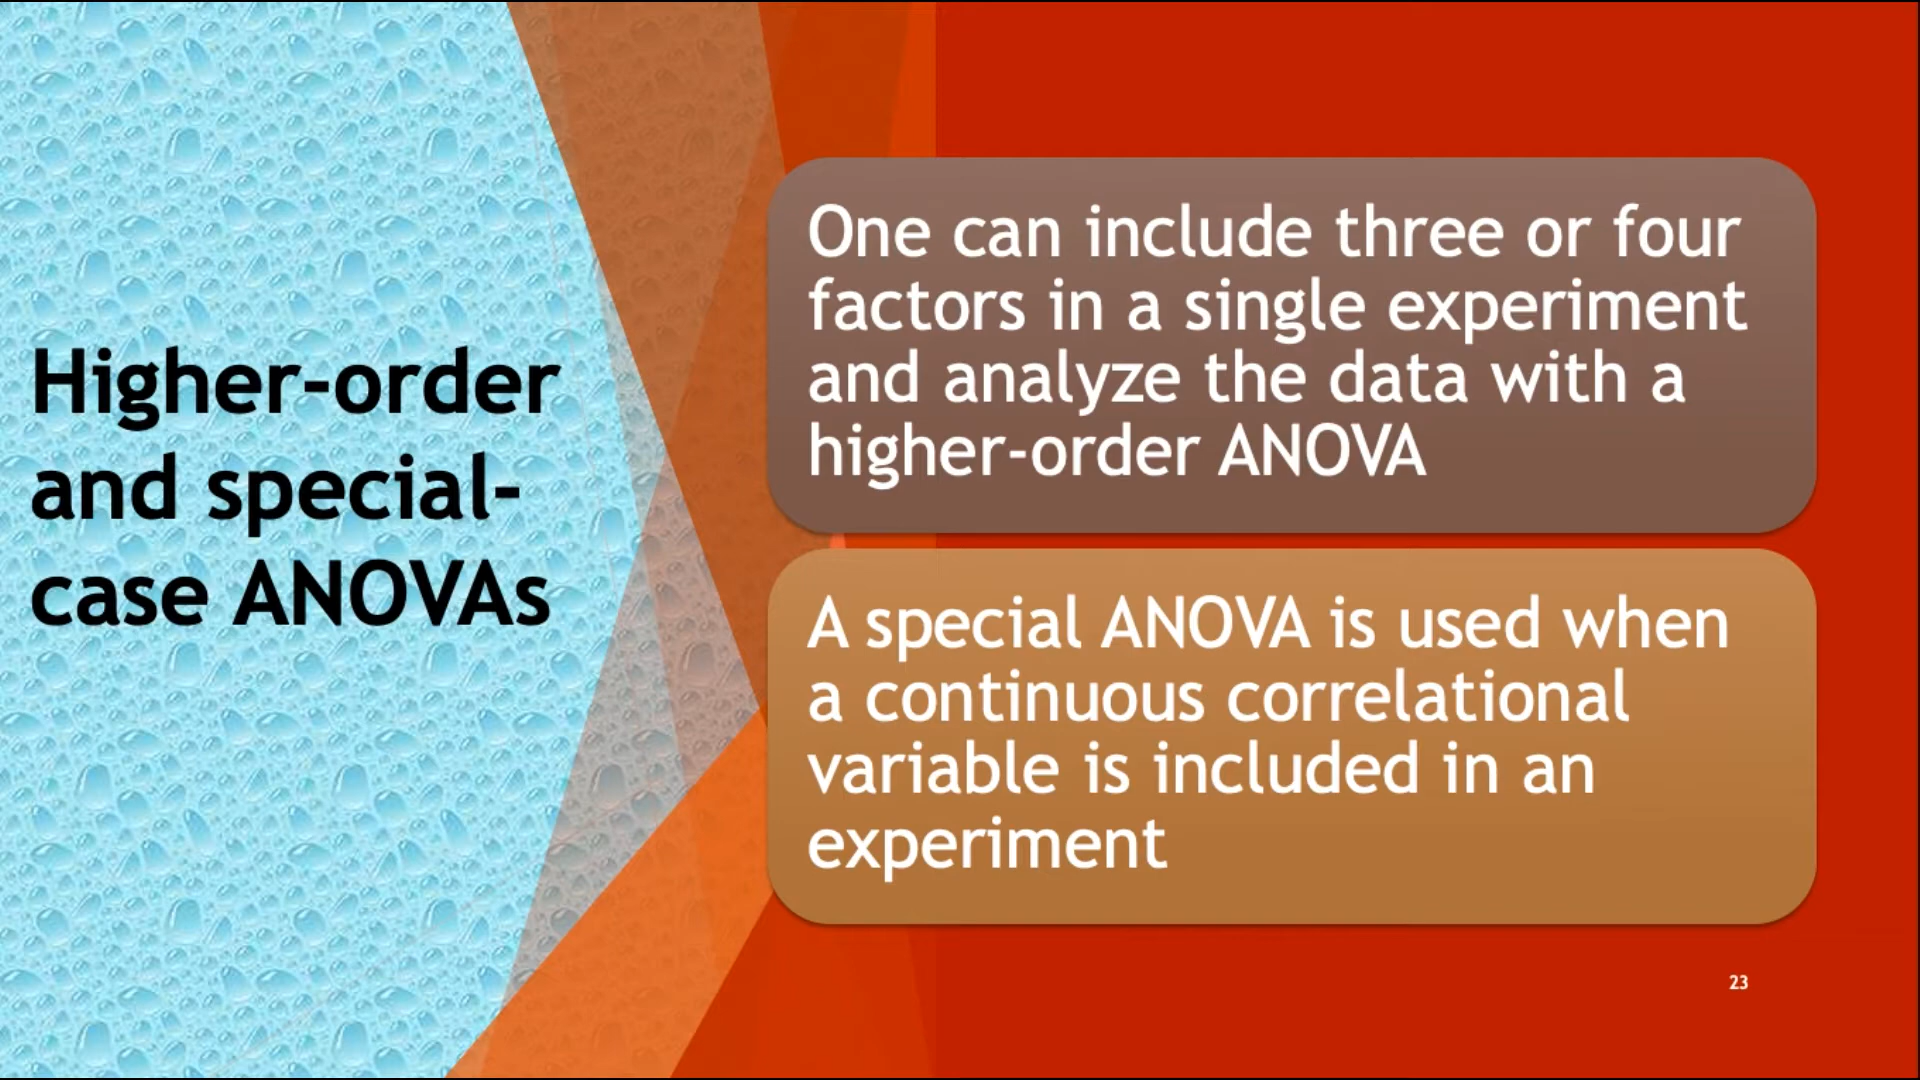 Higher-order
and special-
case ANOVAs
One can include three or four
factors in a single experiment
and analyze the data with a
higher-order ANOVA
A special ANOVA is used when
a continuous correlational
variable is included in an
experiment
23